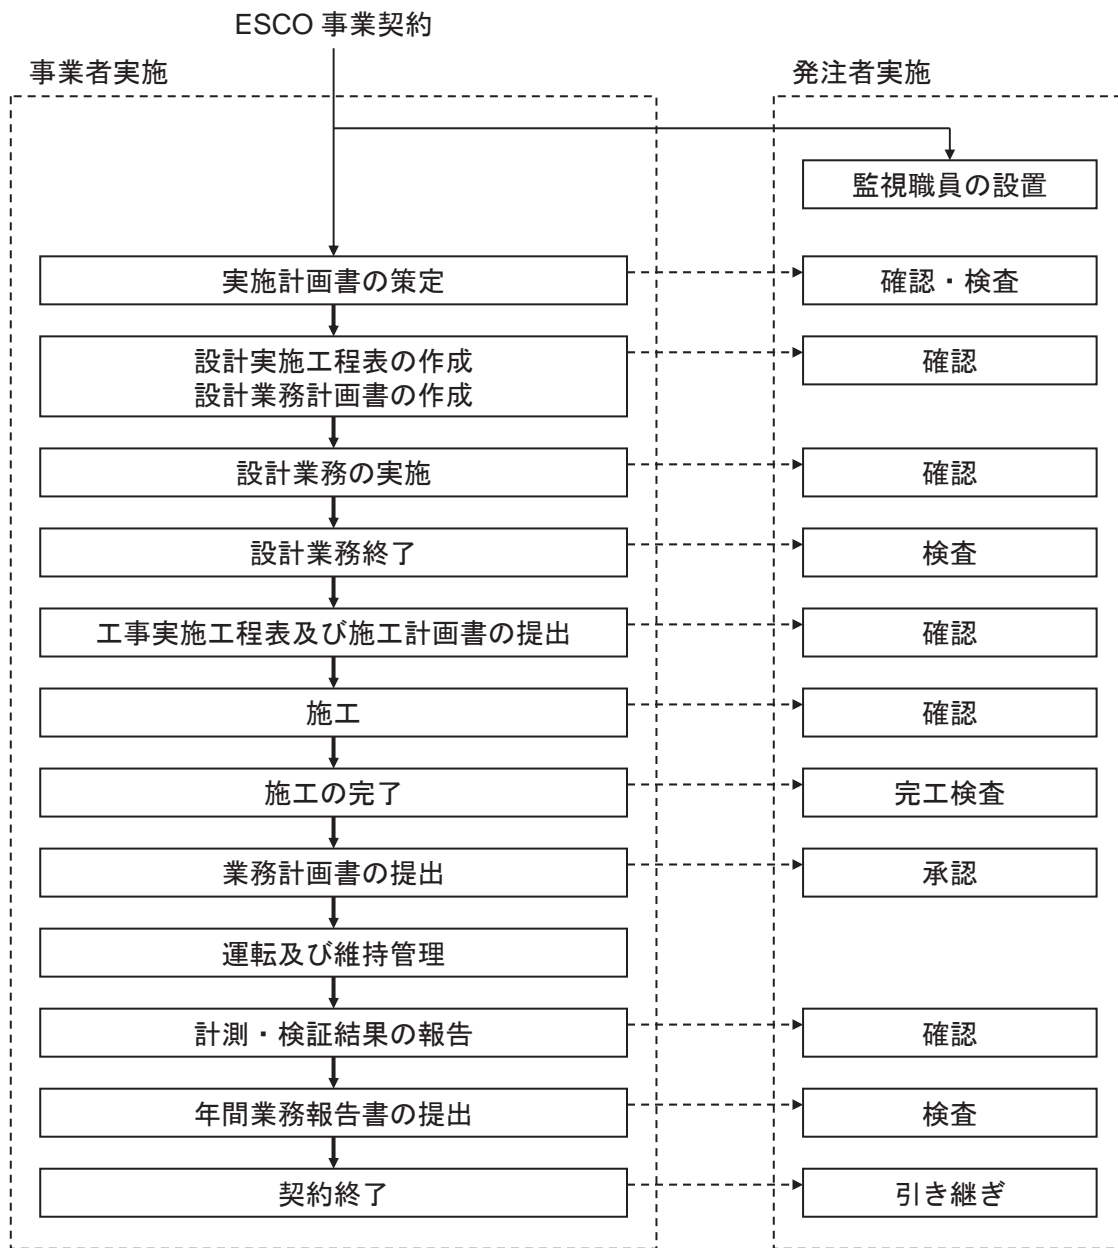 ESCO 事業契約
事業者実施
発注者実施
監視職員の設置
実施計画書の策定
確認・検査
設計実施工程表の作成
設計業務計画書の作成
確認
設計業務の実施
確認
設計業務終了
検査
工事実施工程表及び施工計画書の提出
確認
施工
確認
施工の完了
完工検査
業務計画書の提出
承認
運転及び維持管理
計測・検証結果の報告
確認
年間業務報告書の提出
検査
契約終了
引き継ぎ